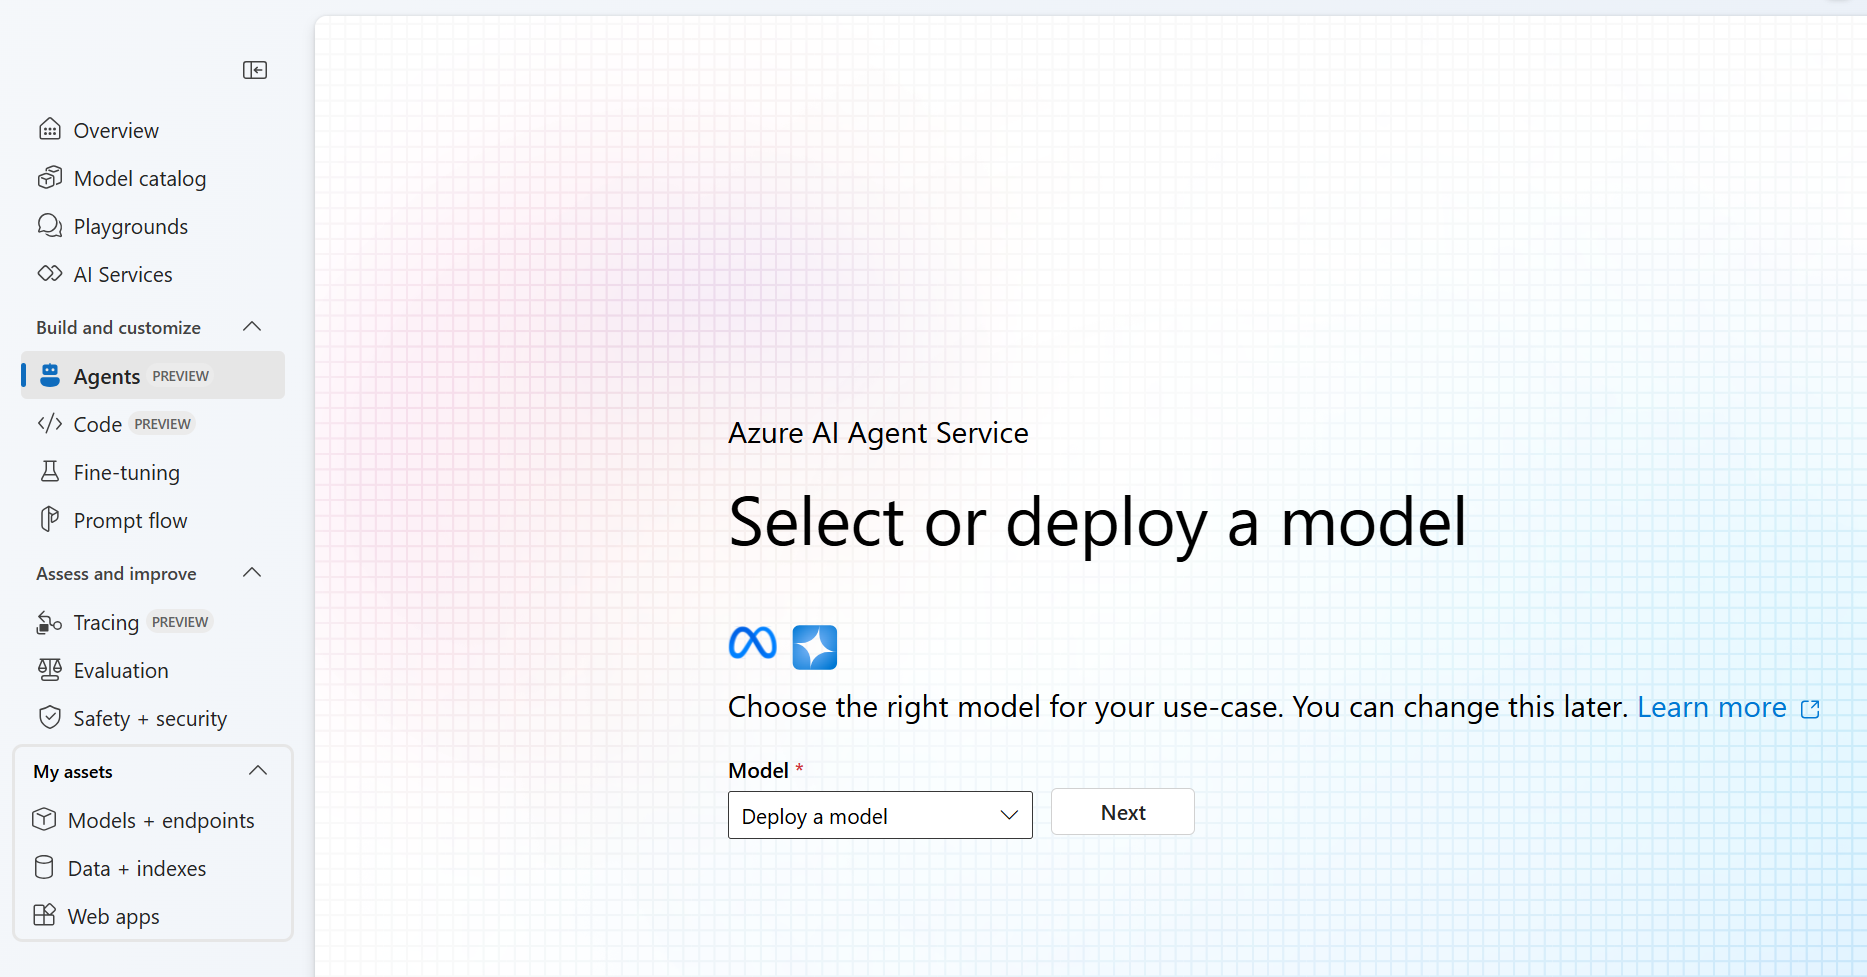 Overview
Model catalog
Playgrounds
AI Services
Build and customize
Agents PREVIEW
Code PREVIEW
Fine-tuning
Prompt flow
Assess and improve
Tracing PREVIEW
Evaluation
Safety + security
My assets
Models + endpoints
Data + indexes
Web apps
Azure AI Agent Service
Select or deploy a model
Choose the right model for your use-case. You can change this later. Learn more
Model *
Deploy a model
Next